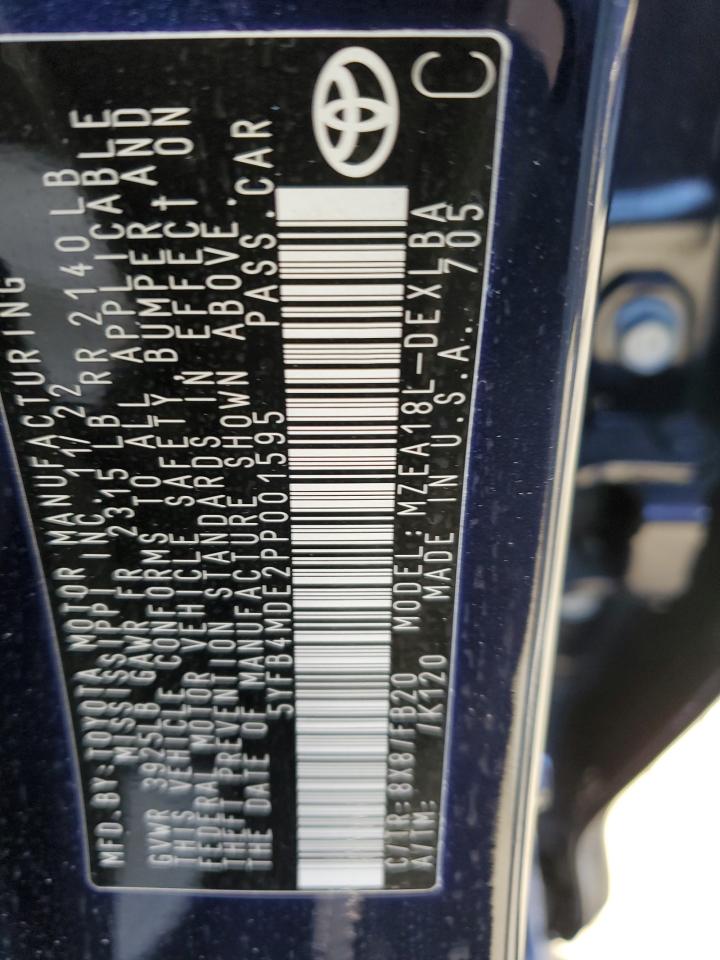 MFD.BY: TOYOTA MOTOR MANUFACTURING
MISSISSIPPI INC. 11/22
GVWR 3925LB GAWR FR 2315 LB RR 2140LB
THIS VEHICLE CONFORMS TO ALL APPLICABLE
FEDERAL MOTOR VEHICLE SAFETY, BUMPER AND
THEFT PREVENTION STANDARDS IN EFFECT ON
THE DATE OF MANUFACTURE SHOWN ABOVE.
5YFB4MDE2PP001595 PASS.CAR
C/TR: 8X8/FB20 MODEL: MZEA18L-DEXLBA
A/TM: /K120 MADE IN U.S.A. 705
C